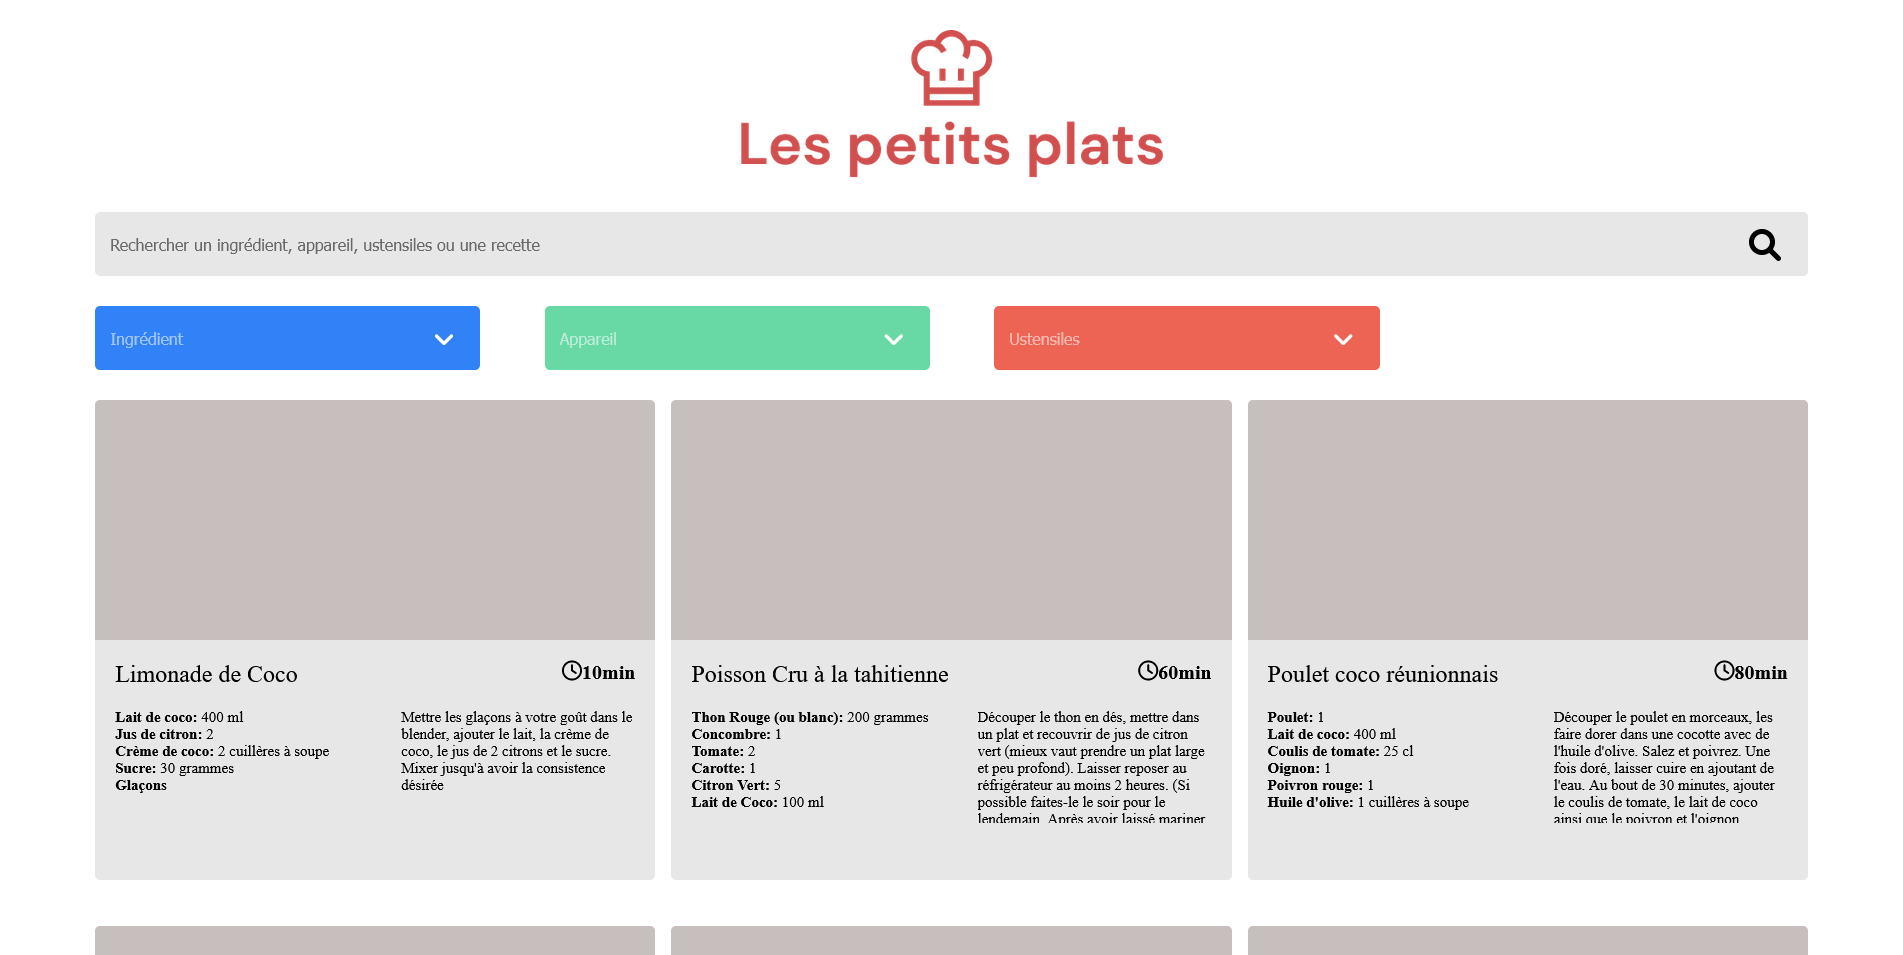 Les petits plats
Rechercher un ingrédient, appareil, ustensiles ou une recette
Ingrédient
Appareil
Ustensiles
Limonade de Coco
10min
Lait de coco: 400 ml
Jus de citron: 2
Crème de coco: 2 cuillères à soupe
Sucre: 30 grammes
Glaçons
Mettre les glaçons à votre goût dans le
blender, ajouter le lait, la crème de
coco, le jus de 2 citrons et le sucre.
Mixer jusqu'à avoir la consistence
désirée
Poisson Cru à la tahitienne
60min
Thon Rouge (ou blanc): 200 grammes
Concombre: 1
Tomate: 2
Carotte: 1
Citron Vert: 5
Lait de Coco: 100 ml
Découper le thon en dés, mettre dans
un plat et recouvrir de jus de citron
vert (mieux vaut prendre un plat large
et peu profond). Laisser reposer au
réfrigérateur au moins 2 heures. (Si
possible faites-le le soir pour le
lendemain. Après avoir laissé mariner
Poulet coco réunionnais
80min
Poulet: 1
Lait de coco: 400 ml
Coulis de tomate: 25 cl
Oignon: 1
Poivron rouge: 1
Huile d'olive: 1 cuillères à soupe
Découper le poulet en morceaux, les
faire dorer dans une cocotte avec de
l'huile d'olive. Salez et poivrez. Une
fois doré, laisser cuire en ajoutant de
l'eau. Au bout de 30 minutes, ajouter
le coulis de tomate, le lait de coco
ainsi que le poivron et l'oignon